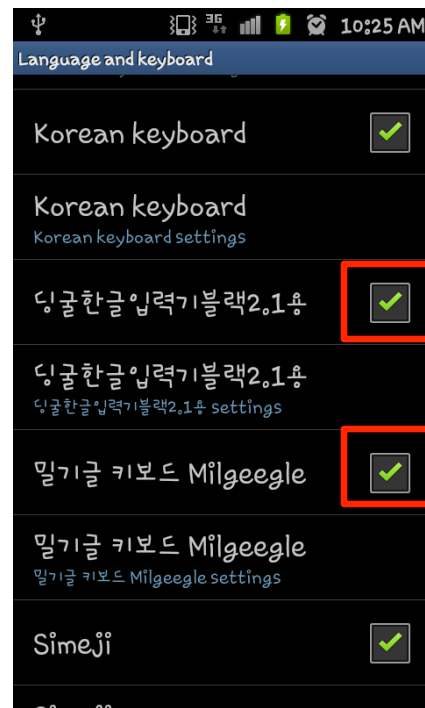 3G
10:25 AM
Language and keyboard
Korean keyboard
Korean keyboard
Korean keyboard settings
딩굴한글입력기블랙2.1용
딩굴한글입력기블랙2.1용
딩굴한글입력기블랙2.1용 settings
밀기글 키보드 Milgeegle
밀기글 키보드 Milgeegle
밀기글 키보드 Milgeegle settings
Simeji